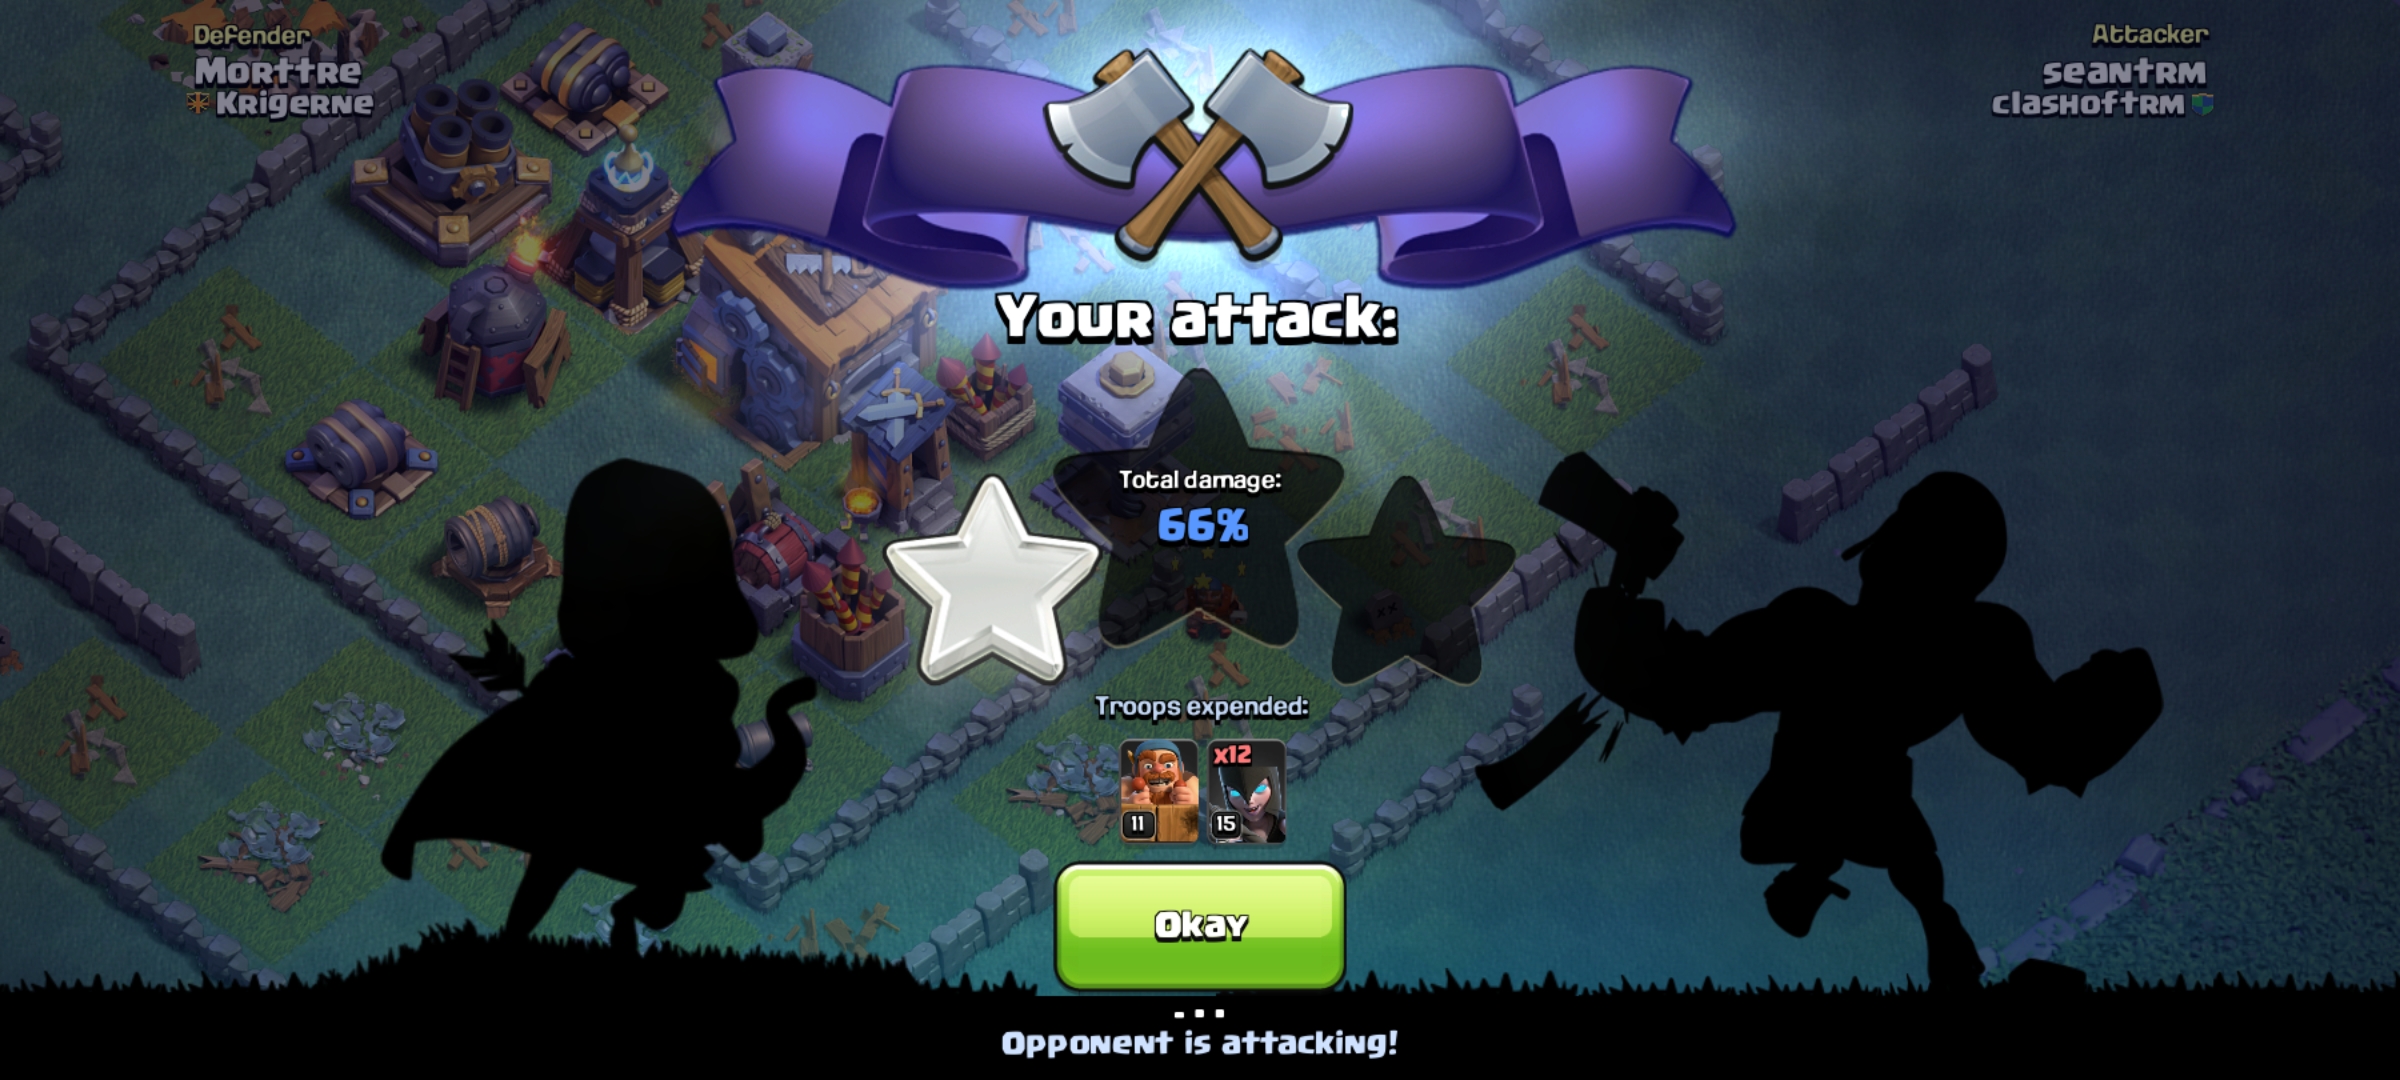 Defender
Morttre
Krigerne
Attacker
seantRM
clashoftRM
Your attack:
Total damage:
66%
Troops expended:
x12
11
15
Okay
...
Opponent is attacking!